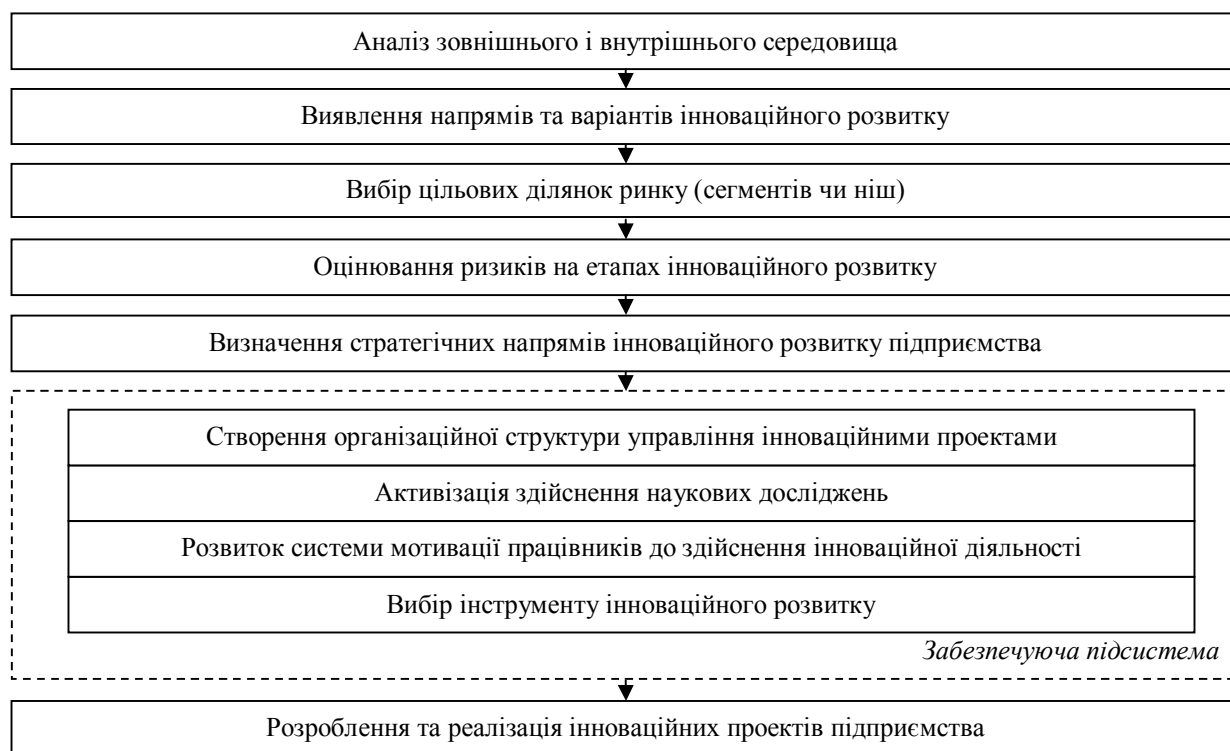 Аналіз зовнішнього і внутрішнього середовища
Виявлення напрямів та варіантів інноваційного розвитку
Вибір цільових ділянок ринку (сегментів чи ніш)
Оцінювання ризиків на етапах інноваційного розвитку
Визначення стратегічних напрямів інноваційного розвитку підприємства
Створення організаційної структури управління інноваційними проектами
Активізація здійснення наукових досліджень
Розвиток системи мотивації працівників до здійснення інноваційної діяльності
Вибір інструменту інноваційного розвитку
Забезпечуюча підсистема
Розроблення та реалізація інноваційних проектів підприємства